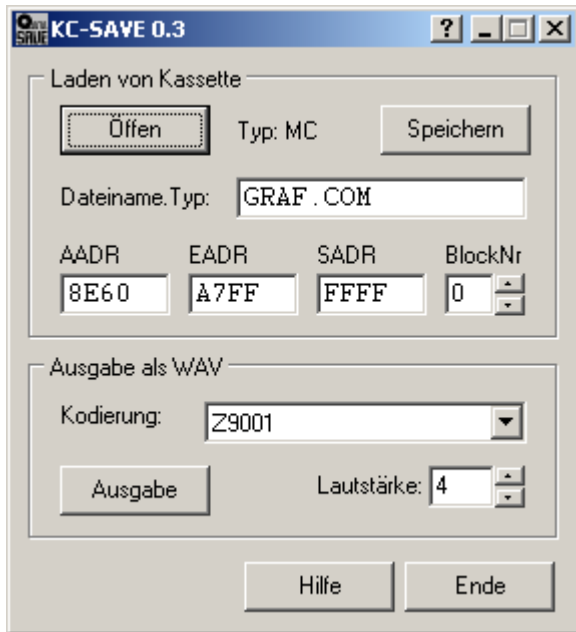 KC-SAVE 0.3
Laden von Kassette
Öffen Typ: MC Speichern
Dateiname.Typ: GRAF.COM
AADR EADR SADR BlockNr
8E60 A7FF FFFF 0
Ausgabe als WAV
Kodierung: Z9001
Ausgabe Lautstärke: 4
Hilfe Ende